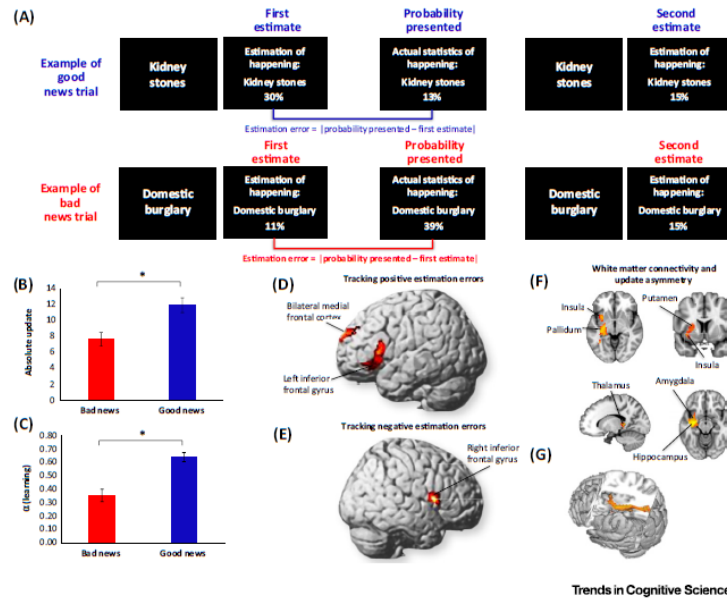 (A)
First estimate
Probability presented
Second estimate
Example of good news trial
Kidney stones
Estimation of happening:
Kidney stones
30%
Actual statistics of happening:
Kidney stones
13%
Kidney stones
Estimation of happening:
Kidney stones
15%
Estimation error = |probability presented – first estimate|
First estimate
Probability presented
Second estimate
Example of bad news trial
Domestic burglary
Estimation of happening:
Domestic burglary
11%
Actual statistics of happening:
Domestic burglary
39%
Domestic burglary
Estimation of happening:
Domestic burglary
15%
Estimation error = |probability presented – first estimate|
(B)
*
Absolute update
14
12
10
8
6
4
2
0
Bad news
Good news
(C)
*
α (learning)
0.80
0.70
0.60
0.50
0.40
0.30
0.20
0.10
0.00
Bad news
Good news
(D)
Tracking positive estimation errors
Bilateral medial frontal cortex
Left inferior frontal gyrus
(E)
Tracking negative estimation errors
Right inferior frontal gyrus
(F)
White matter connectivity and update asymmetry
Insula
Pallidum
Putamen
Insula
Thalamus
Amygdala
Hippocampus
(G)
Trends in Cognitive Science